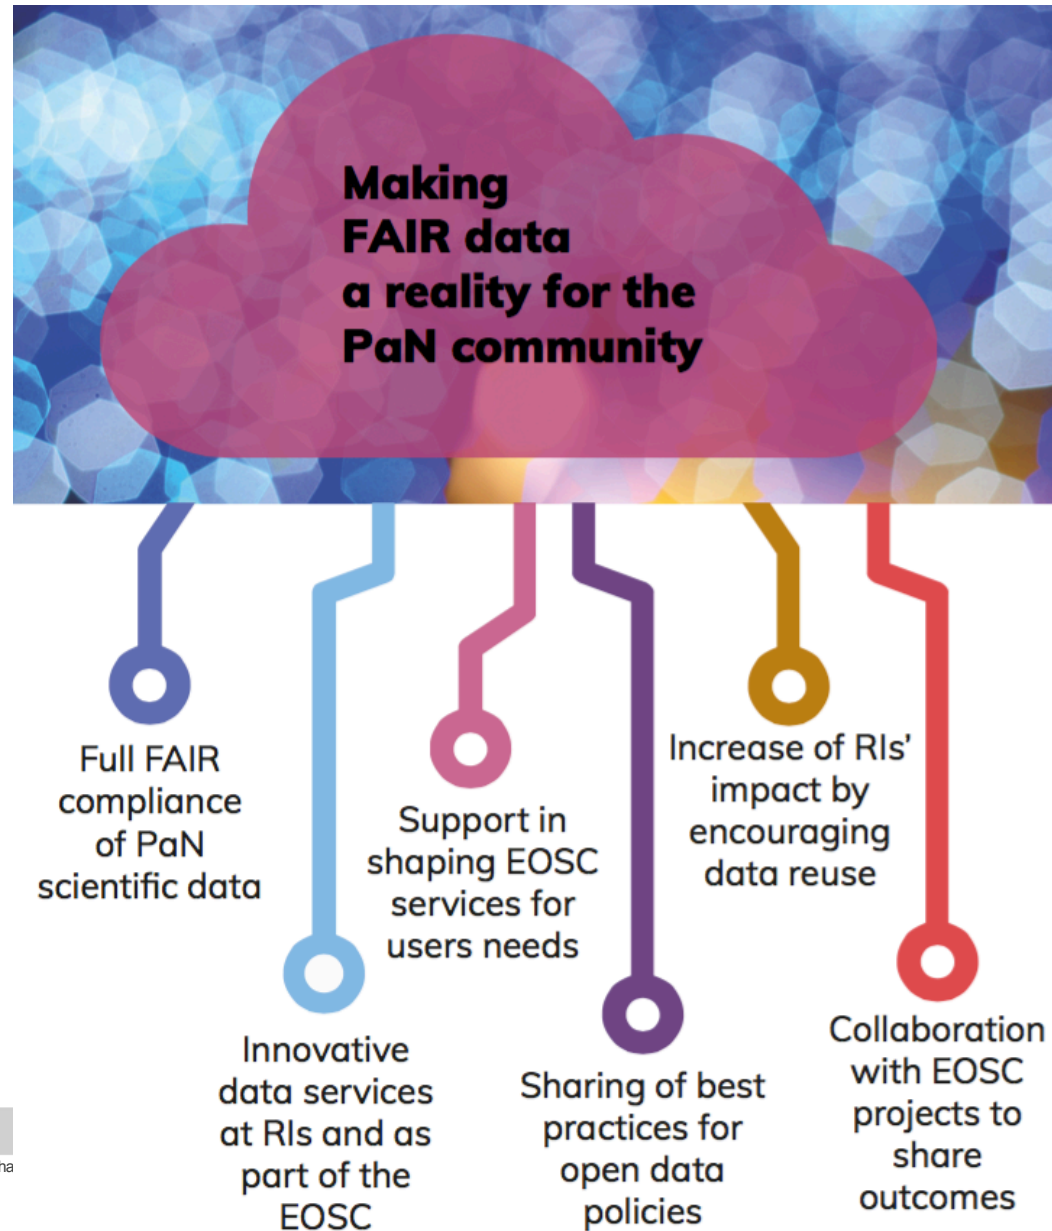 Making
FAIR data
a reality for the
PaN community
Full FAIR
compliance
of PaN
scientific data
Innovative
data services
at RIs and as
part of the
EOSC
Support in
shaping EOSC
services for
users needs
Sharing of best
practices for
open data
policies
Increase of RIs’
impact by
encouraging
data reuse
Collaboration
with EOSC
projects to
share
outcomes